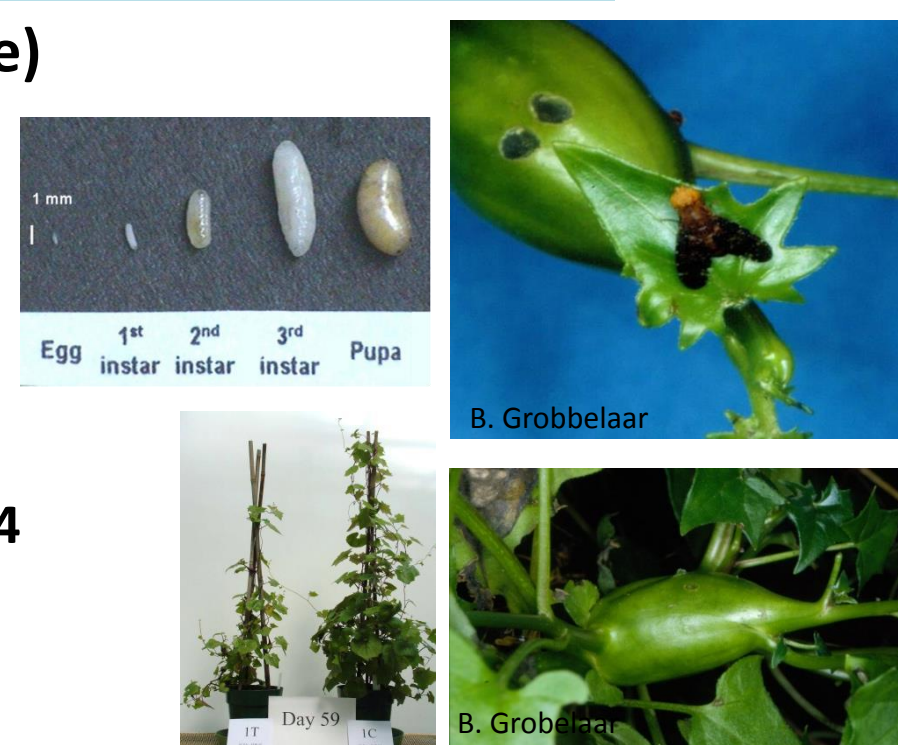 e)
1 mm
Egg
1st instar
2nd instar
3rd instar
Pupa
B. Grobbelaar
4
Day 59
1T
1C
B. Grobelaar